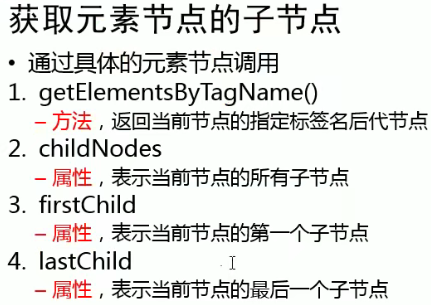 获取元素节点的子节点
• 通过具体的元素节点调用
1. getElementsByTagName()
– 方法，返回当前节点的指定标签名后代节点
2. childNodes
– 属性，表示当前节点的所有子节点
3. firstChild
– 属性，表示当前节点的第一个子节点
4. lastChild
– 属性，表示当前节点的最后一个子节点